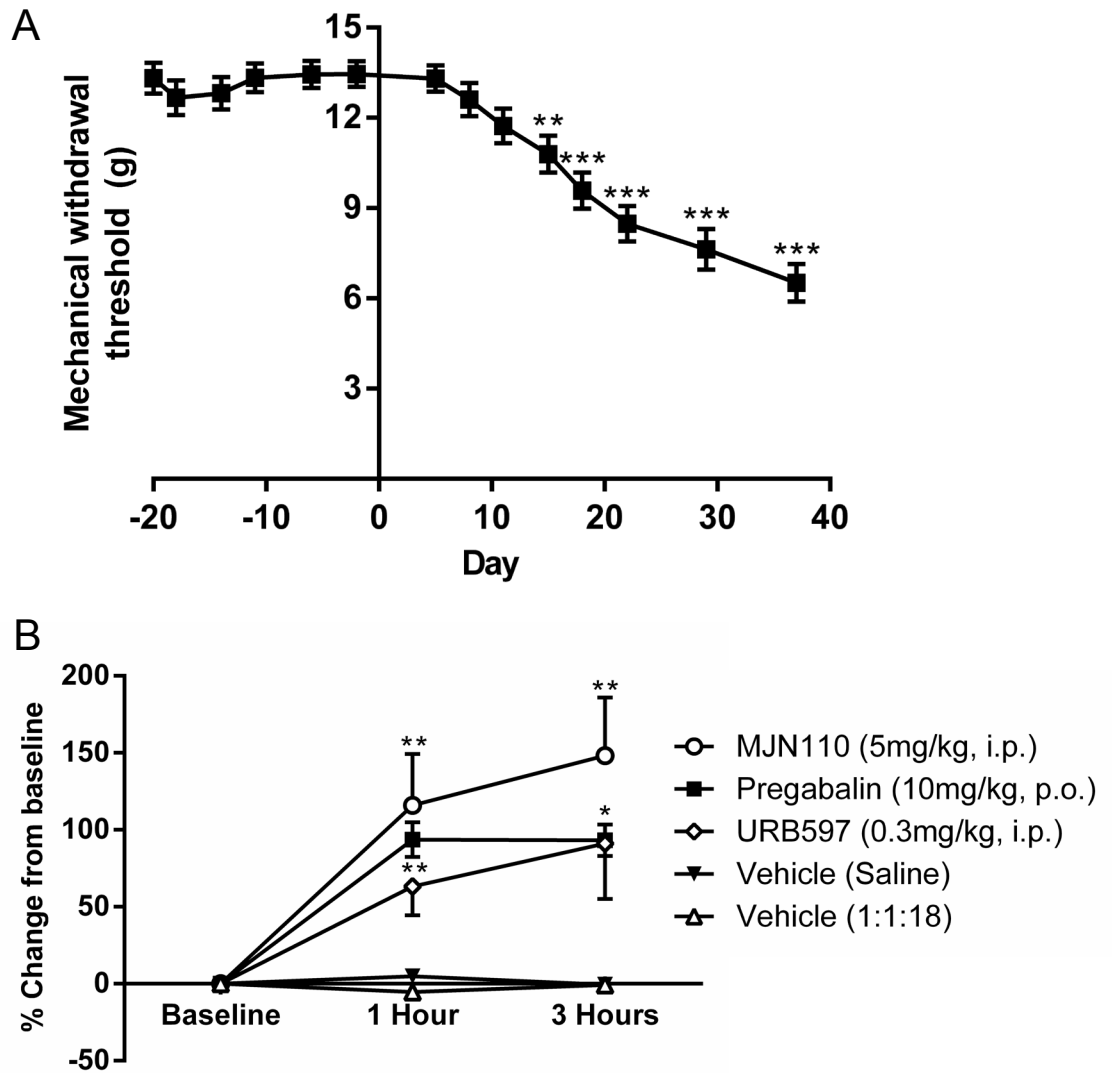 A
Mechanical withdrawal
threshold (g)
15
12
9
6
3
**
***
***
***
***
-20 -10 0 10 20 30 40
Day
B
% Change from baseline
200
150
100
50
0
-50
**
**
**
*
Baseline 1 Hour 3 Hours
MJN110 (5mg/kg, i.p.)
Pregabalin (10mg/kg, p.o.)
URB597 (0.3mg/kg, i.p.)
Vehicle (Saline)
Vehicle (1:1:18)